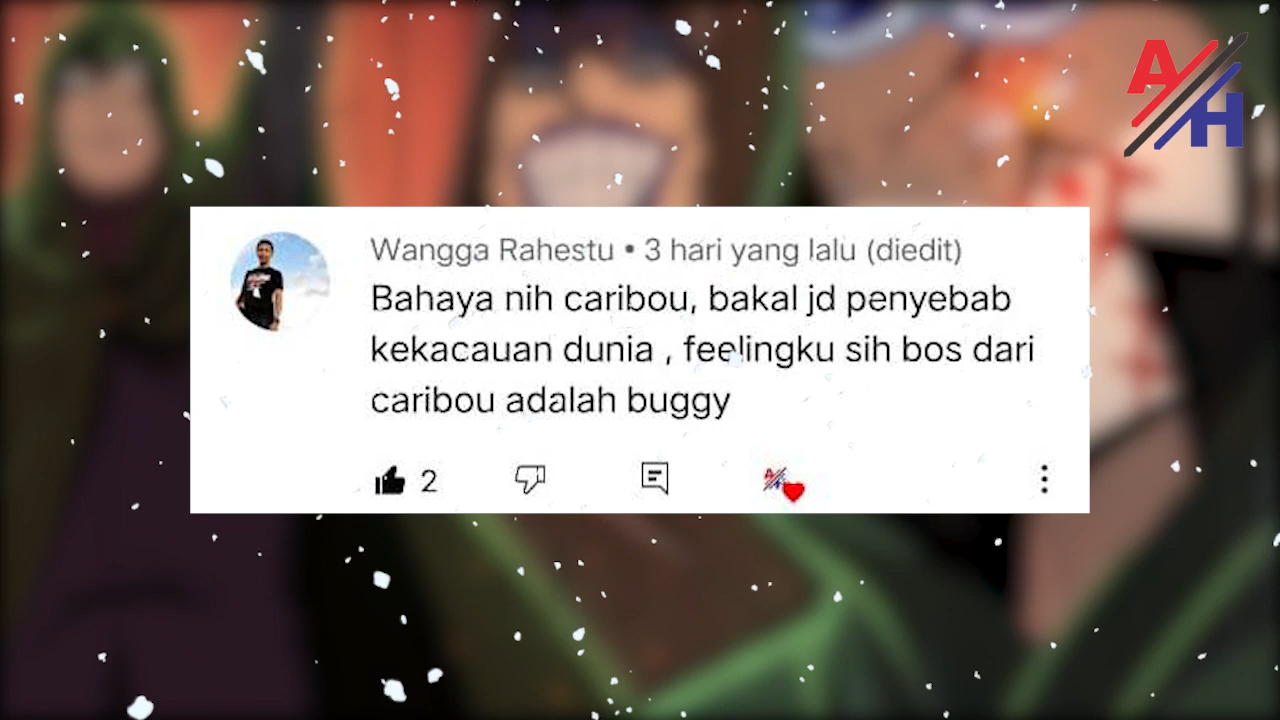 A/H
Wangga Rahestu • 3 hari yang lalu (diedit)
Bahaya nih caribou, bakal jd penyebab
kekacauan dunia , feelingku sih bos dari
caribou adalah buggy
2